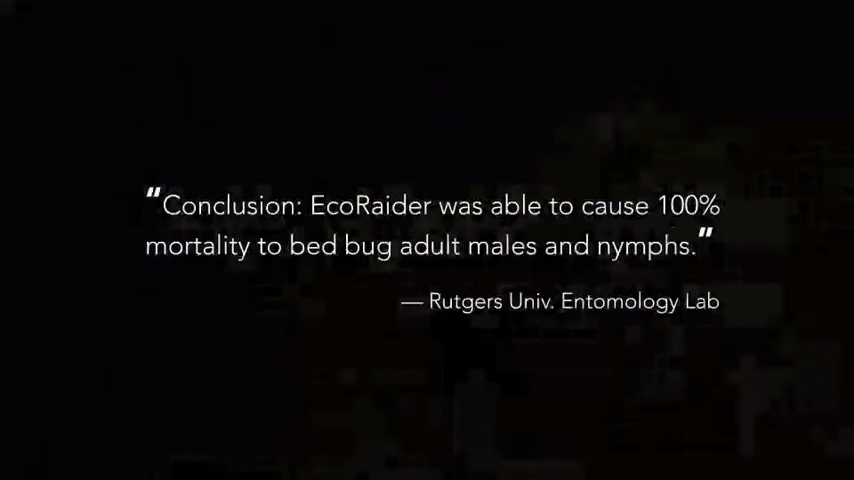 "Conclusion: EcoRaider was able to cause 100%
mortality to bed bug adult males and nymphs."
— Rutgers Univ. Entomology Lab